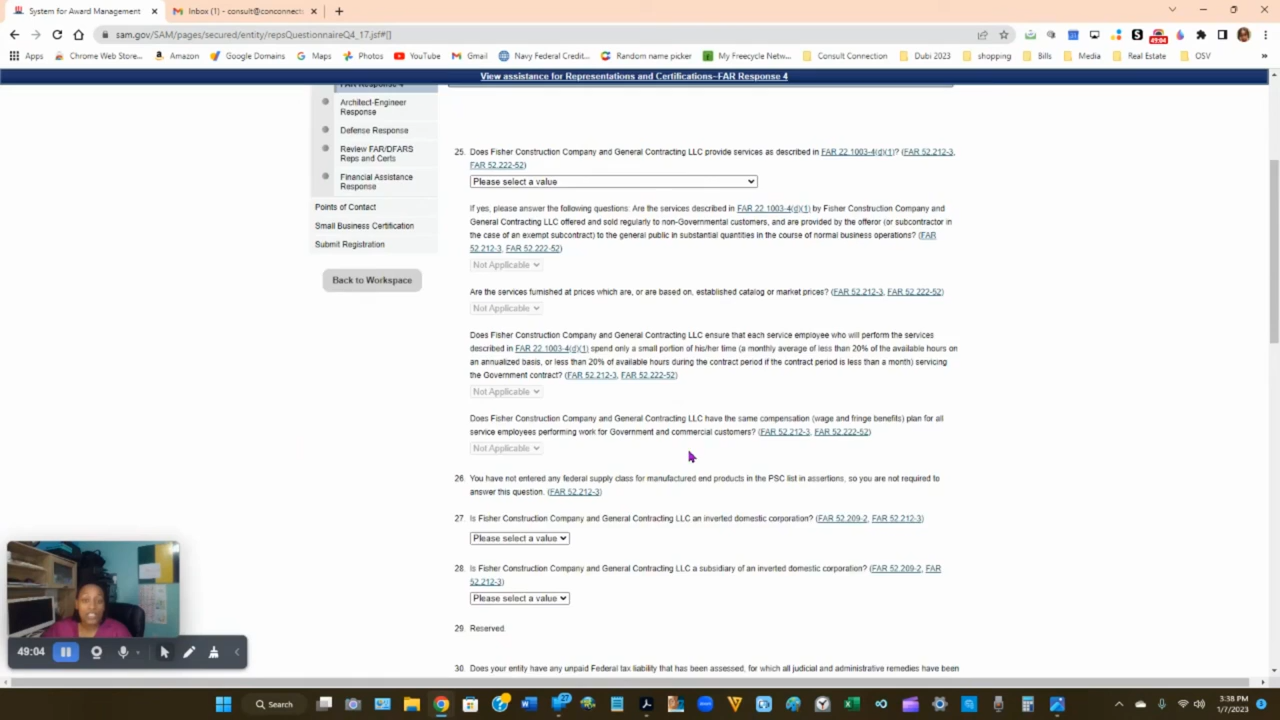 System for Award Management
Inbox (1) - consult@conconnects
sam.gov/SAM/pages/secured/entity/repsQuestionnaireQ4_17.jsf#[]
49:04
Apps
Chrome Web Store...
Amazon
Google Domains
Maps
Photos
YouTube
Gmail
Navy Federal Credit...
Random name picker
My Freecycle Netw...
Consult Connection
Dubi 2023
shopping
Bills
Media
Real Estate
OSV
View assistance for Representations and Certifications–FAR Response 4
FAR Response 4
Architect-Engineer
Response
Defense Response
Review FAR/DFARS
Reps and Certs
Financial Assistance
Response
Points of Contact
Small Business Certification
Submit Registration
Back to Workspace
25. Does Fisher Construction Company and General Contracting LLC provide services as described in FAR 22.1003-4(d)(1)? (FAR 52.212-3,
FAR 52.222-52)
Please select a value
If yes, please answer the following questions: Are the services described in FAR 22.1003-4(d)(1) by Fisher Construction Company and
General Contracting LLC offered and sold regularly to non-Governmental customers, and are provided by the offeror (or subcontractor in
the case of an exempt subcontract) to the general public in substantial quantities in the course of normal business operations? (FAR
52.212-3, FAR 52.222-52)
Not Applicable
Are the services furnished at prices which are, or are based on, established catalog or market prices? (FAR 52.212-3, FAR 52.222-52)
Not Applicable
Does Fisher Construction Company and General Contracting LLC ensure that each service employee who will perform the services
described in FAR 22.1003-4(d)(1) spend only a small portion of his/her time (a monthly average of less than 20% of the available hours on
an annualized basis, or less than 20% of available hours during the contract period if the contract period is less than a month) servicing
the Government contract? (FAR 52.212-3, FAR 52.222-52)
Not Applicable
Does Fisher Construction Company and General Contracting LLC have the same compensation (wage and fringe benefits) plan for all
service employees performing work for Government and commercial customers? (FAR 52.212-3, FAR 52.222-52)
Not Applicable
26. You have not entered any federal supply class for manufactured end products in the PSC list in assertions, so you are not required to
answer this question. (FAR 52.212-3)
27. Is Fisher Construction Company and General Contracting LLC an inverted domestic corporation? (FAR 52.209-2, FAR 52.212-3)
Please select a value
28. Is Fisher Construction Company and General Contracting LLC a subsidiary of an inverted domestic corporation? (FAR 52.209-2, FAR
52.212-3)
Please select a value
29. Reserved.
30. Does your entity have any unpaid Federal tax liability that has been assessed, for which all judicial and administrative remedies have been
49:04
Search
27
3:38 PM
1/7/2023